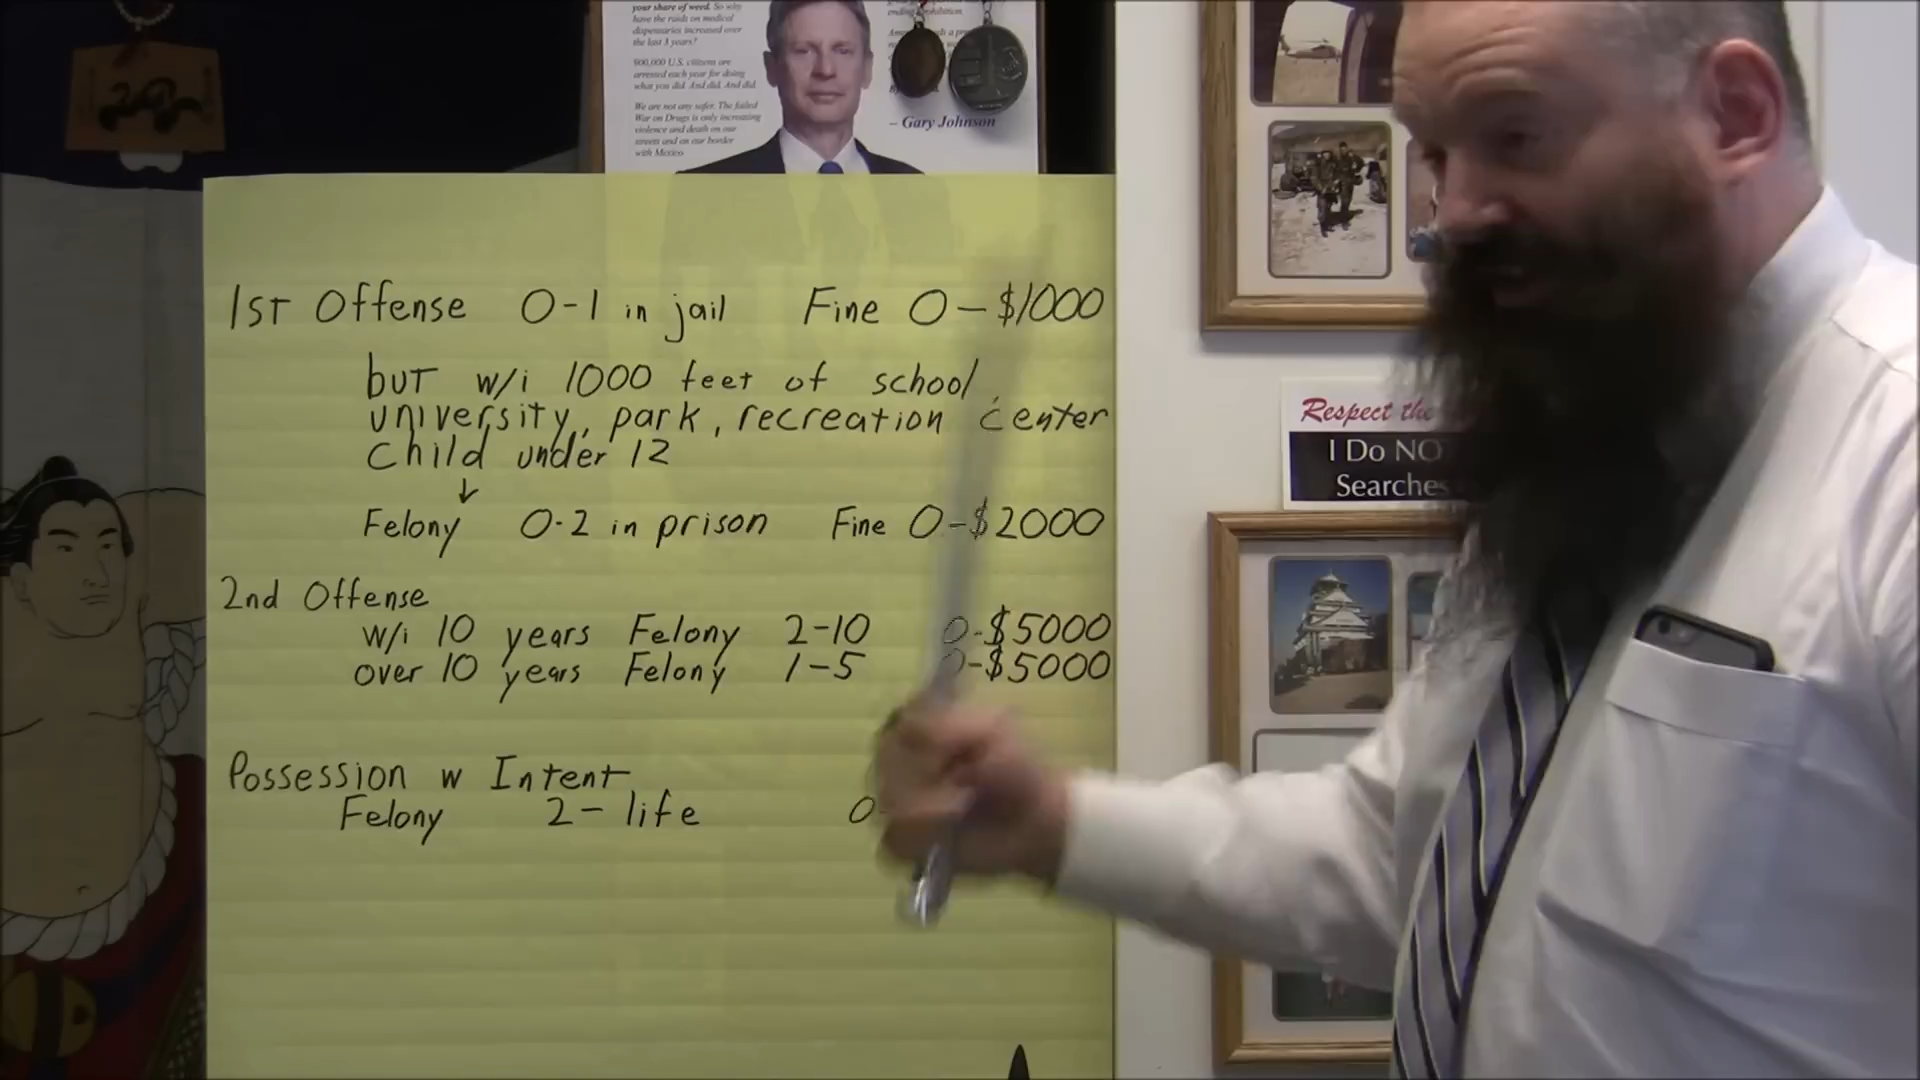 your share of weed. So why
have the raids on medical
dispensaries increased over
the last 3 years?
800,000 U.S. citizens are
arrested each year for doing
what you did. And did. And did.
We are not any safer. The failed
War on Drugs is only increasing
violence and death on our
streets and on our border
with Mexico
ending prohibition.
– Gary Johnson
1ST Offense 0-1 in jail Fine 0-$1000
but w/i 1000 feet of school,
university, park, recreation center
child under 12
↓
Felony 0-2 in prison Fine 0-$2000
2nd Offense
w/i 10 years Felony 2-10 0-$5000
over 10 years Felony 1-5 0-$5000
Possession w Intent
Felony 2-life 0
Respect the
I Do NO
Searches